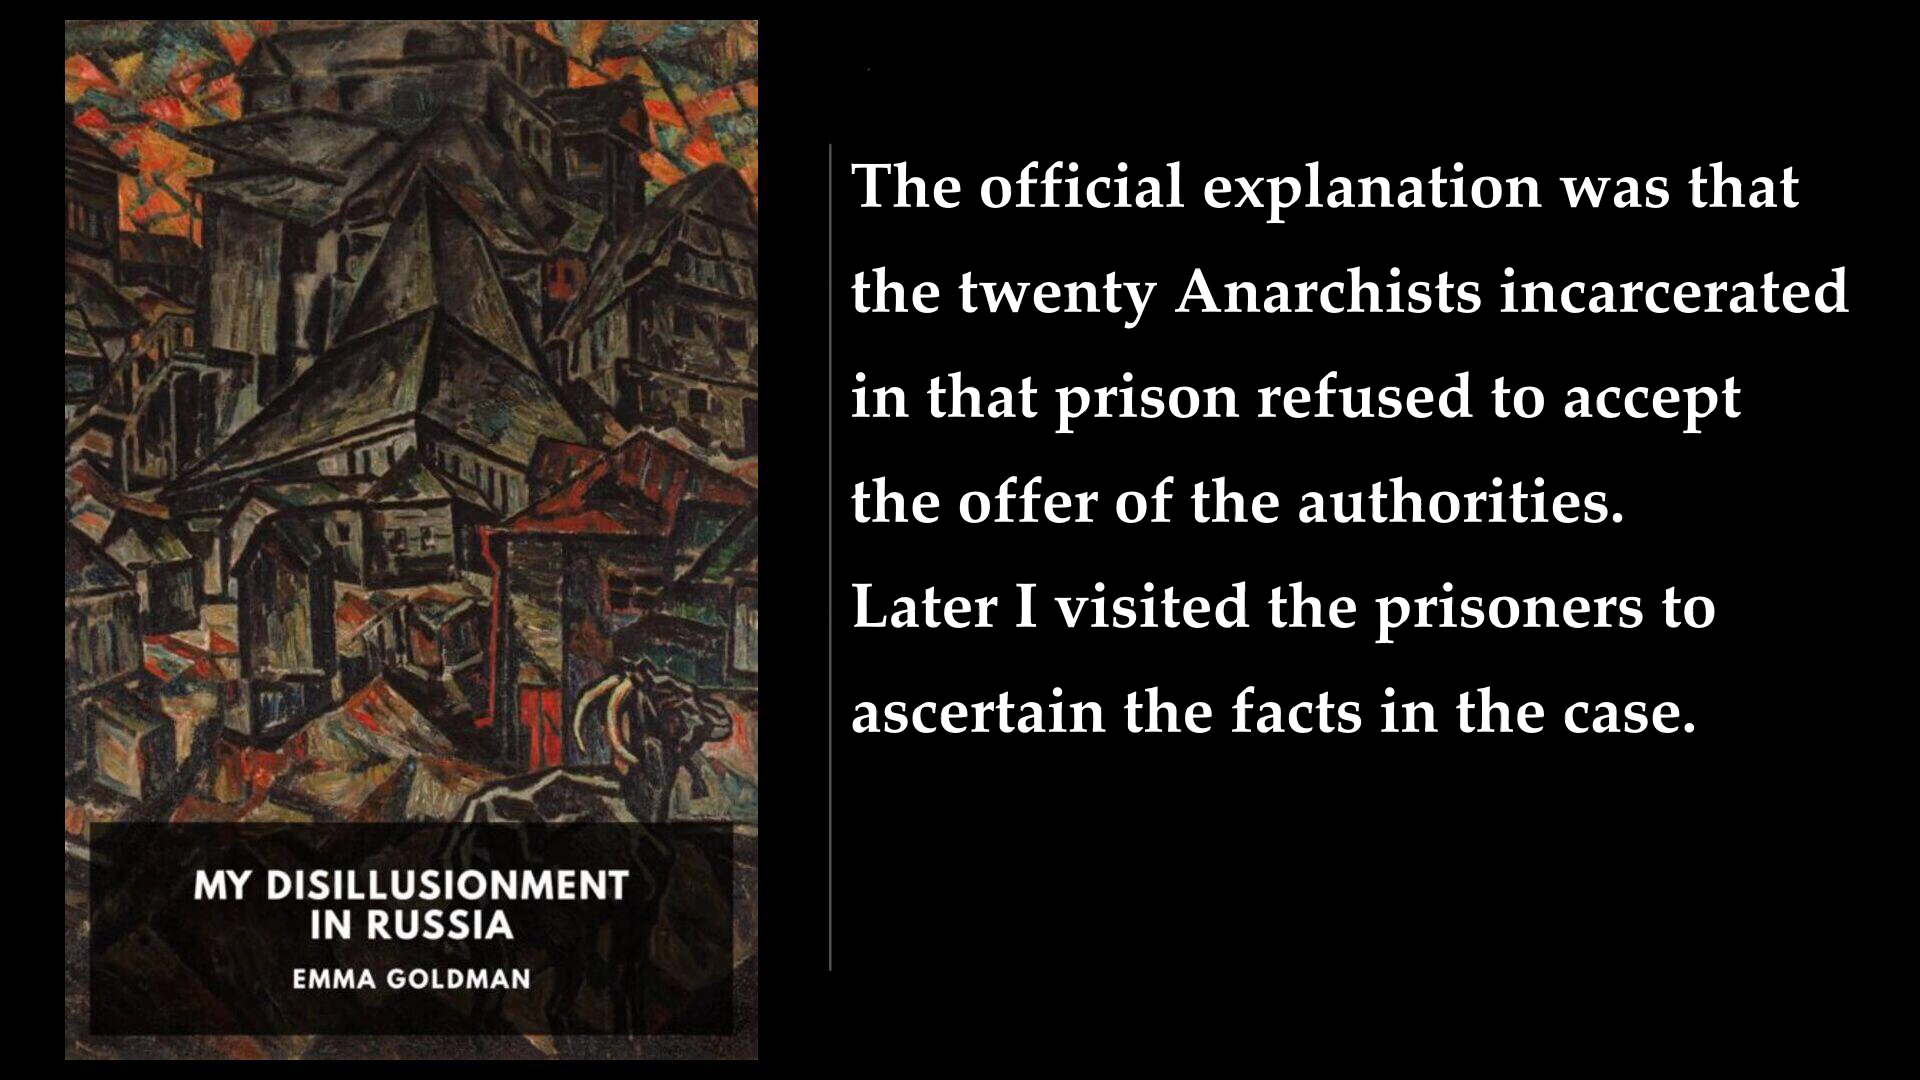 The official explanation was that
the twenty Anarchists incarcerated
in that prison refused to accept
the offer of the authorities.
Later I visited the prisoners to
ascertain the facts in the case.
MY DISILLUSIONMENT
IN RUSSIA
EMMA GOLDMAN